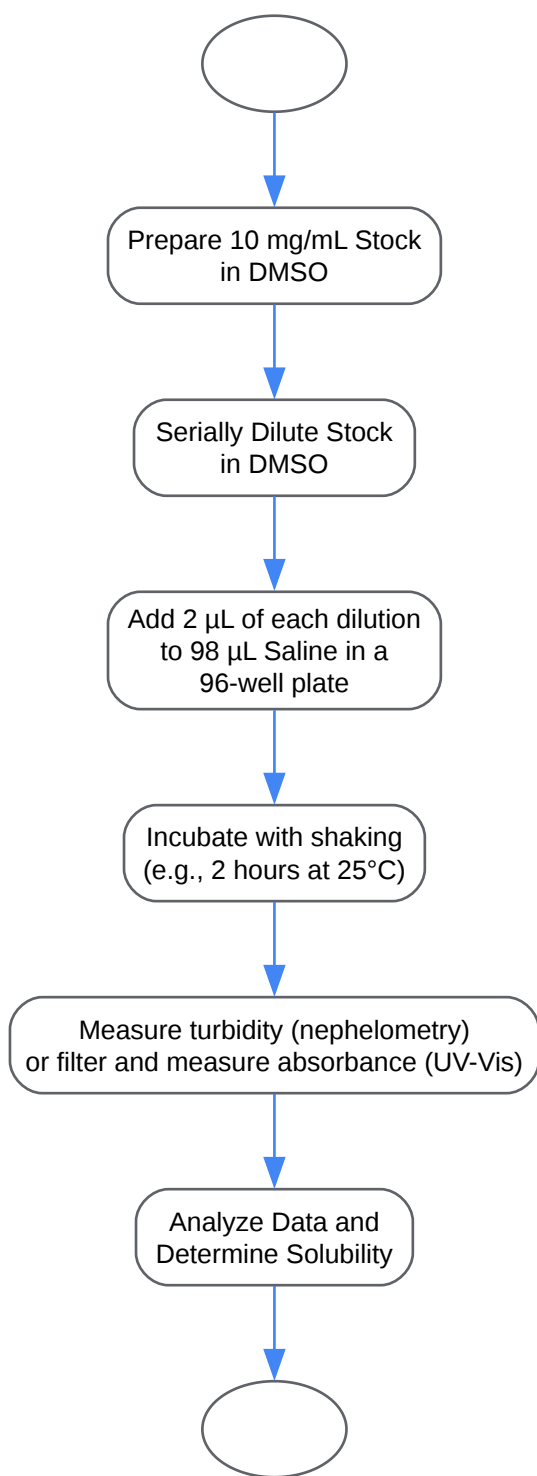 Prepare 10 mg/mL Stock
in DMSO
Serially Dilute Stock
in DMSO
Add 2 µL of each dilution
to 98 µL Saline in a
96-well plate
Incubate with shaking
(e.g., 2 hours at 25°C)
Measure turbidity (nephelometry)
or filter and measure absorbance (UV-Vis)
Analyze Data and
Determine Solubility